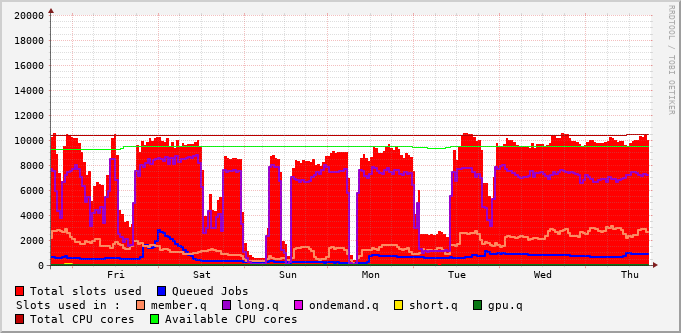 RRDTOOL / TOBI OETIKER
20000
18000
16000
14000
12000
10000
8000
6000
4000
2000
0
Fri Sat Sun Mon Tue Wed Thu
Total slots used Queued Jobs
Slots used in : member.q long.q ondemand.q short.q gpu.q
Total CPU cores Available CPU cores